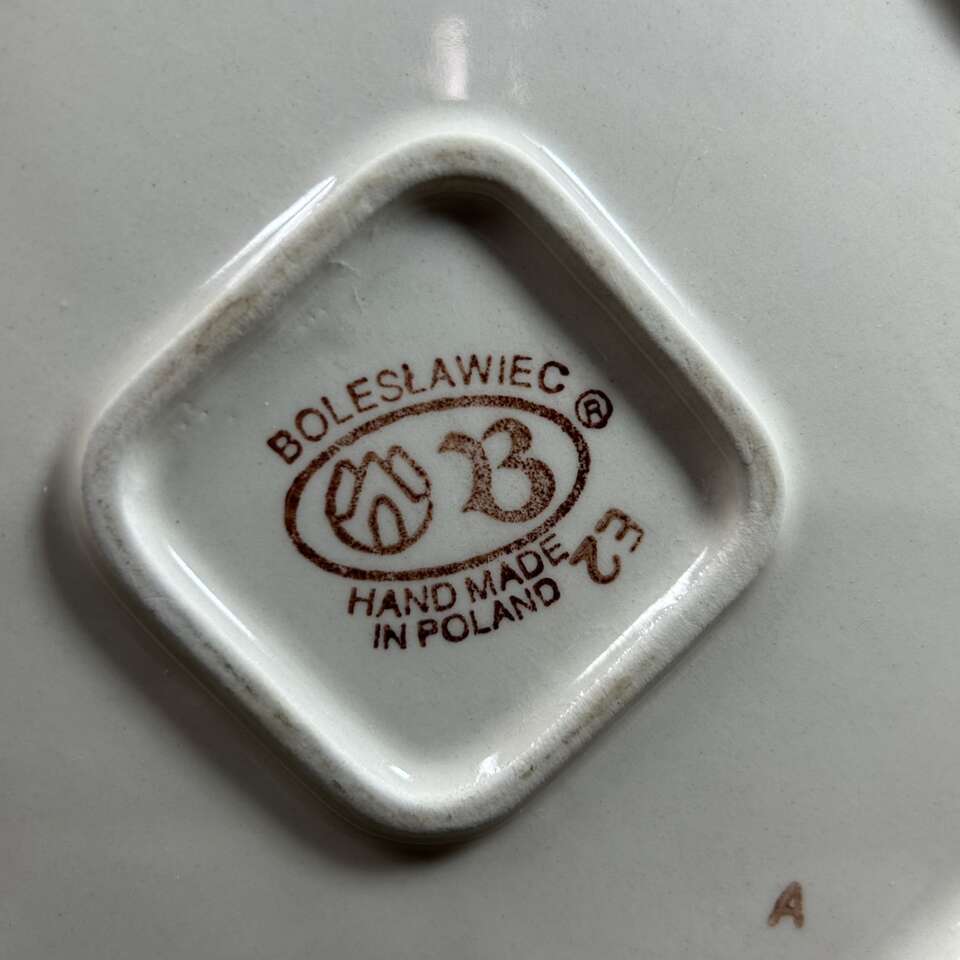 BOLESŁAWIEC
®
B
HAND MADE
IN POLAND
A